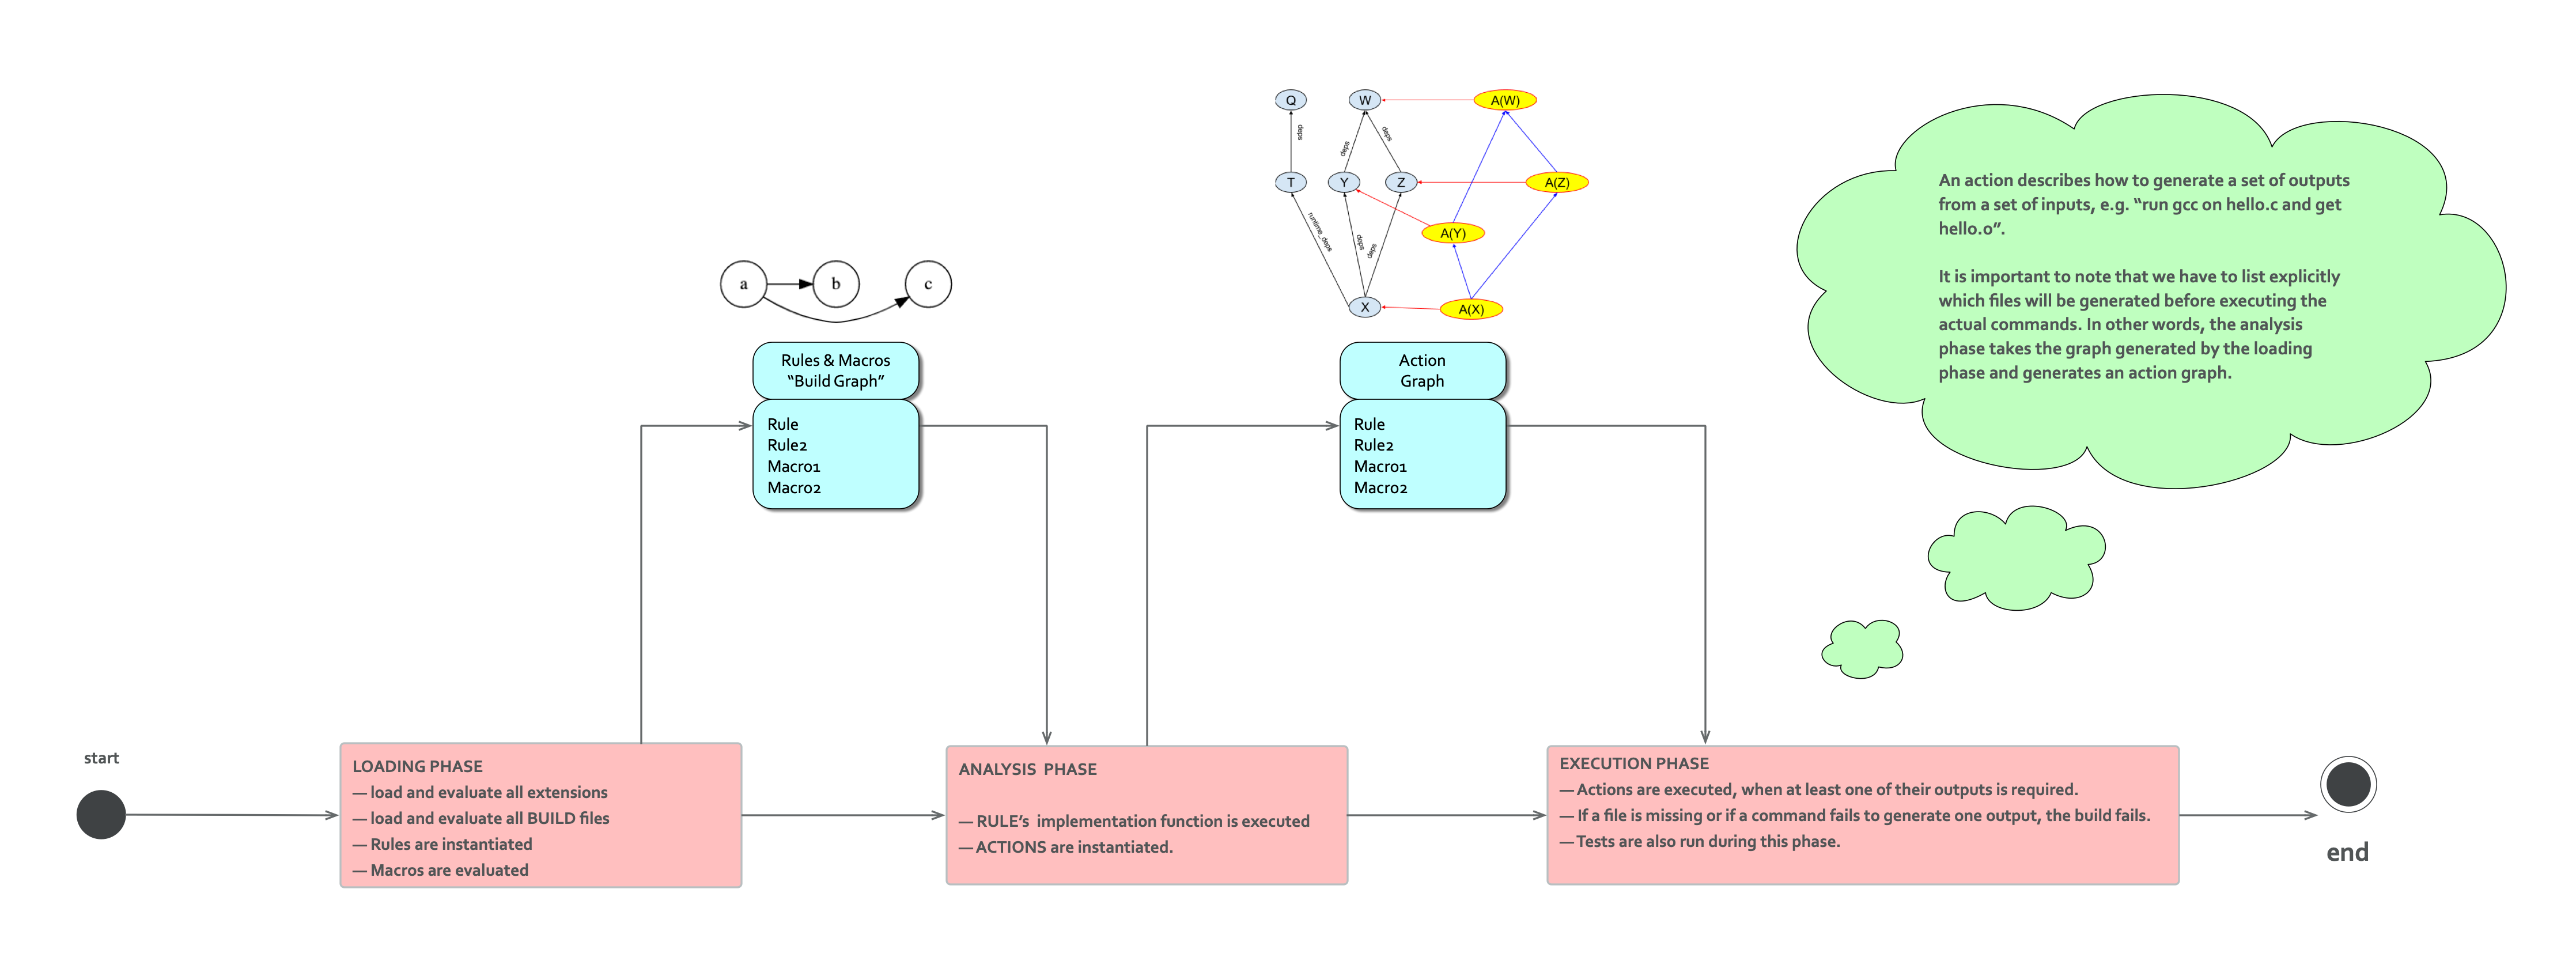 Q
W
A(W)
deps
deps
deps
T
Y
Z
A(Z)
runtime_deps
deps
deps
A(Y)
X
A(X)
a
b
c
Rules & Macros
“Build Graph”
Rule
Rule2
Macro1
Macro2
Action
Graph
Rule
Rule2
Macro1
Macro2
An action describes how to generate a set of outputs
from a set of inputs, e.g. “run gcc on hello.c and get
hello.o”.
It is important to note that we have to list explicitly
which files will be generated before executing the
actual commands. In other words, the analysis
phase takes the graph generated by the loading
phase and generates an action graph.
start
LOADING PHASE
— load and evaluate all extensions
— load and evaluate all BUILD files
— Rules are instantiated
— Macros are evaluated
ANALYSIS PHASE
— RULE’s implementation function is executed
— ACTIONS are instantiated.
EXECUTION PHASE
— Actions are executed, when at least one of their outputs is required.
— If a file is missing or if a command fails to generate one output, the build fails.
— Tests are also run during this phase.
end